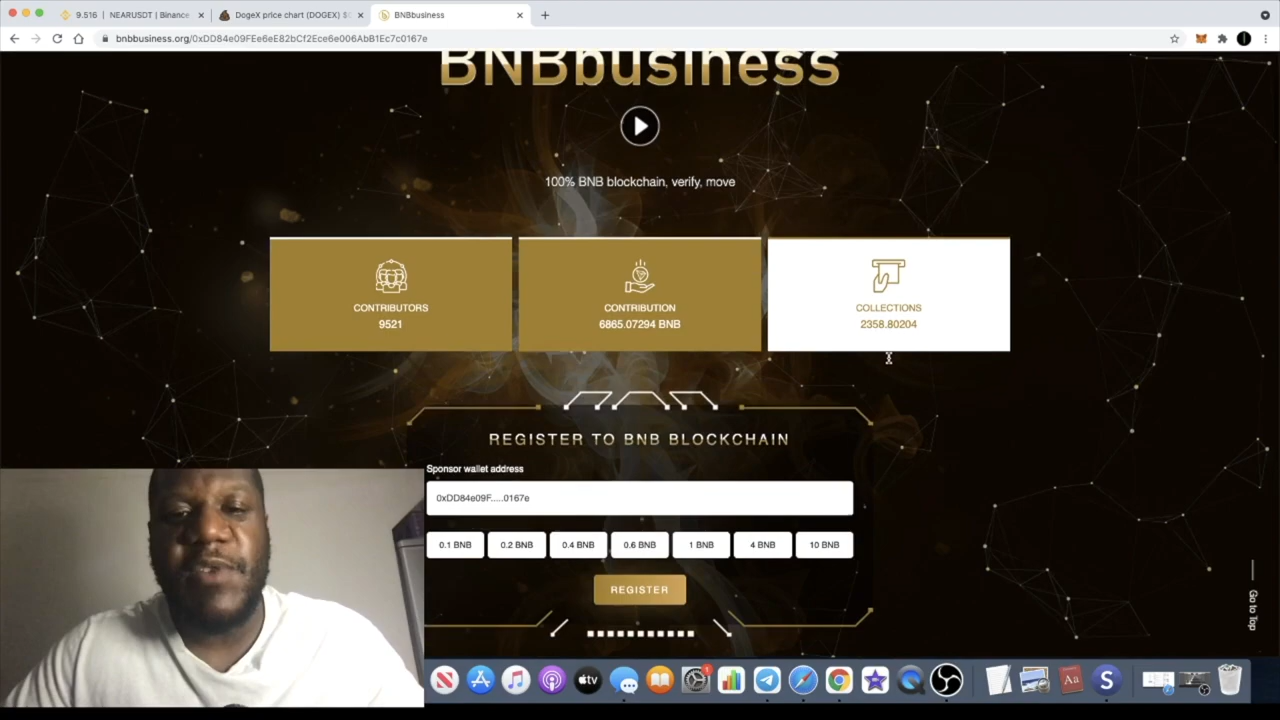 9.516 | NEARUSDT | Binance
DogeX price chart (DOGEX) $
BNBbusiness
bnbbusiness.org/0xDD84e09FEe6eE82bCf2Ece6e006AbB1Ec7c0167e
BNBbusiness
100% BNB blockchain, verify, move
CONTRIBUTORS
9521
CONTRIBUTION
6865.07294 BNB
COLLECTIONS
2358.80204
REGISTER TO BNB BLOCKCHAIN
Sponsor wallet address
0xDD84e09F.....0167e
0.1 BNB
0.2 BNB
0.4 BNB
0.6 BNB
1 BNB
4 BNB
10 BNB
REGISTER
Go to Top
tv
1
Aa
S